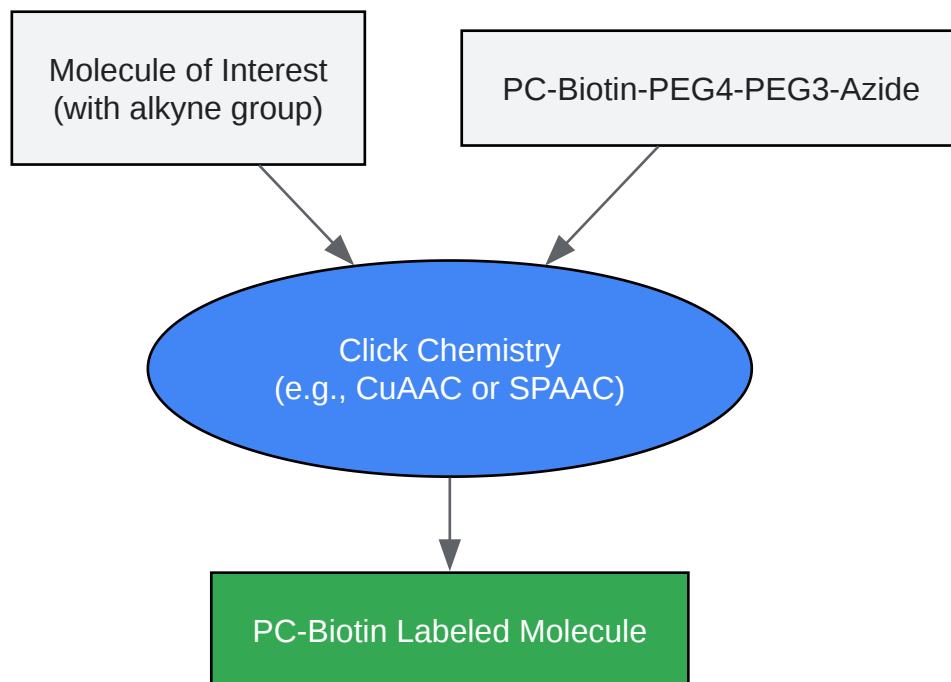 Molecule of Interest
(with alkyne group)
PC-Biotin-PEG4-PEG3-Azide
Click Chemistry
(e.g., CuAAC or SPAAC)
PC-Biotin Labeled Molecule